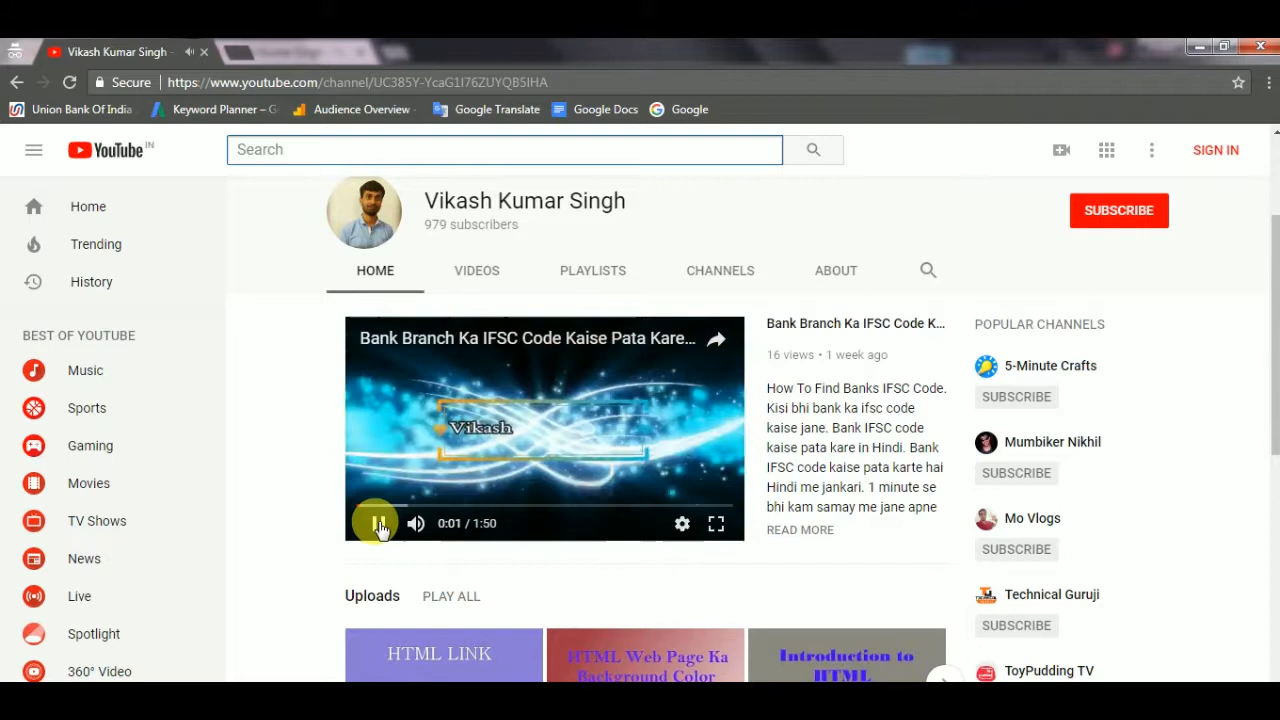 Vikash Kumar Singh -
Secure
https://www.youtube.com/channel/UC385Y-YcaG1I76ZUYQB5lHA
Union Bank Of India
Keyword Planner – G
Audience Overview
Google Translate
Google Docs
Google
YouTube IN
Search
SIGN IN
Home
Trending
History
BEST OF YOUTUBE
Music
Sports
Gaming
Movies
TV Shows
News
Live
Spotlight
360° Video
Vikash Kumar Singh
979 subscribers
SUBSCRIBE
HOME
VIDEOS
PLAYLISTS
CHANNELS
ABOUT
Bank Branch Ka IFSC Code Kaise Pata Kare...
Vikash
0:01 / 1:50
Bank Branch Ka IFSC Code K...
16 views • 1 week ago
How To Find Banks IFSC Code.
Kisi bhi bank ka ifsc code
kaise jane. Bank IFSC code
kaise pata kare in Hindi. Bank
IFSC code kaise pata karte hai
Hindi me jankari. 1 minute se
bhi kam samay me jane apne
READ MORE
Uploads
PLAY ALL
HTML LINK
HTML Web Page Ka
Background Color
Introduction to
HTML
POPULAR CHANNELS
5-Minute Crafts
SUBSCRIBE
Mumbiker Nikhil
SUBSCRIBE
Mo Vlogs
SUBSCRIBE
Technical Guruji
SUBSCRIBE
ToyPudding TV